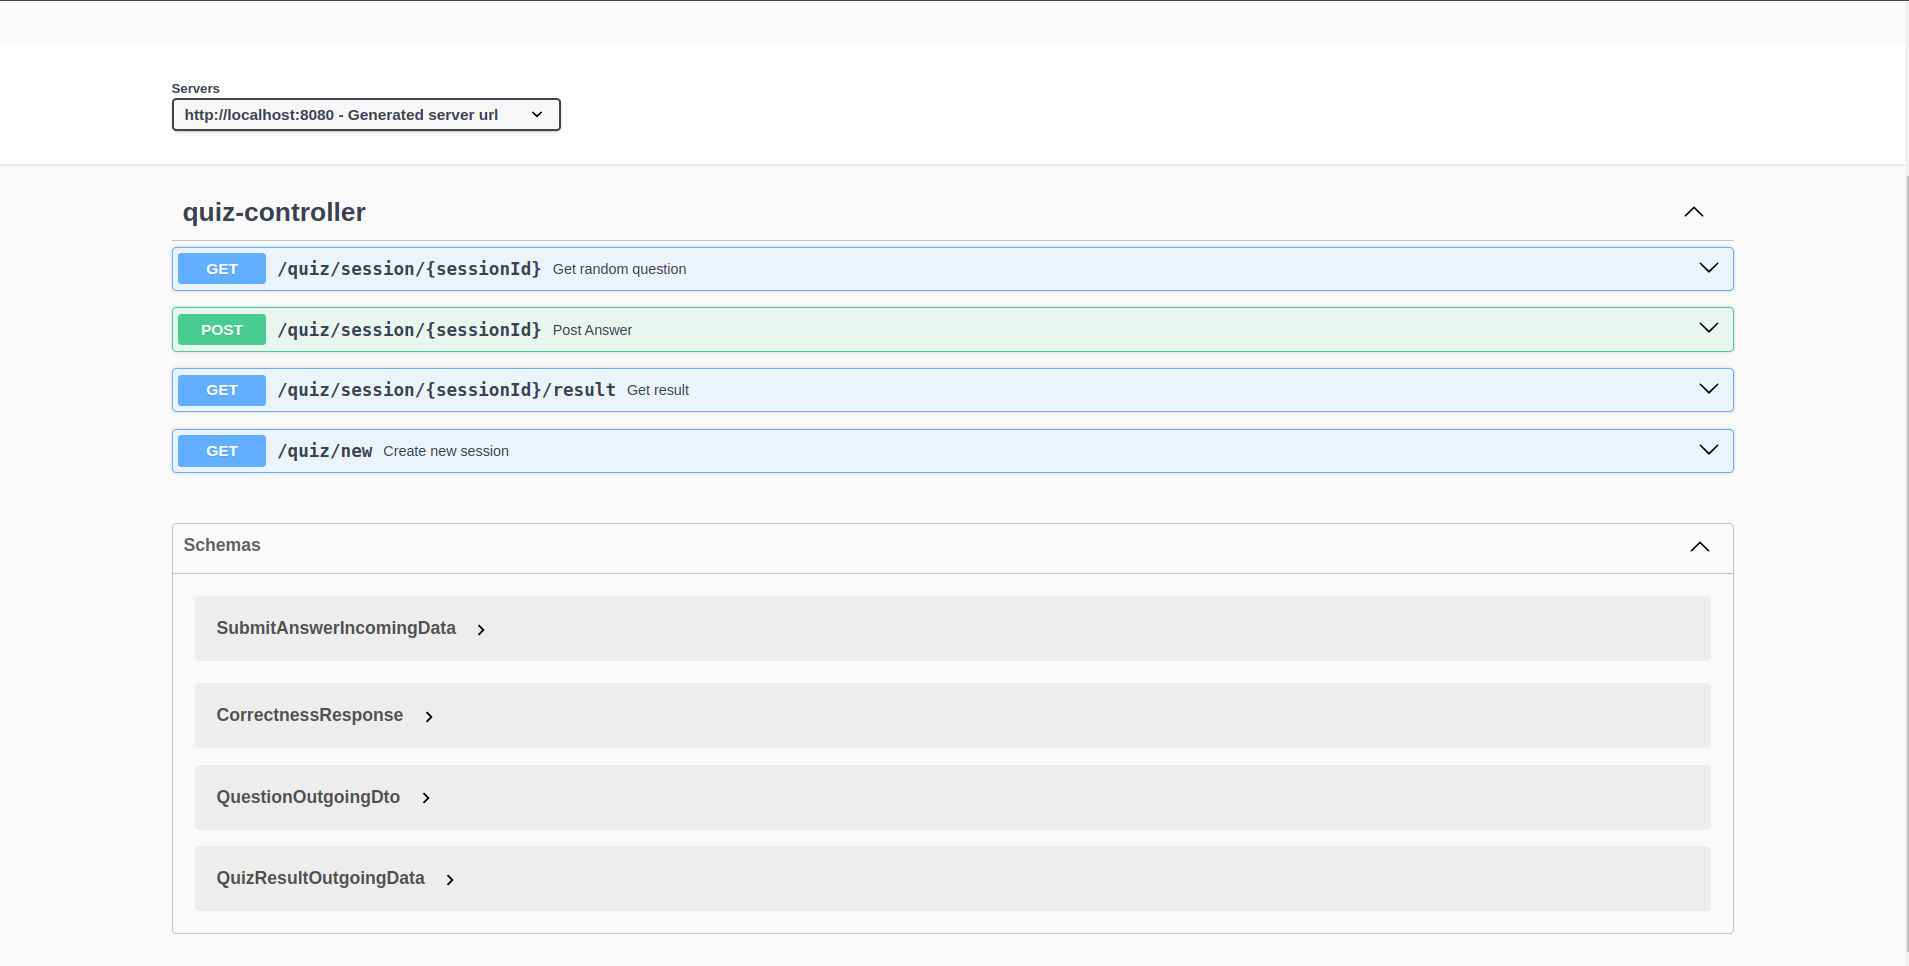 Servers
http://localhost:8080 - Generated server url
quiz-controller
GET /quiz/session/{sessionId} Get random question
POST /quiz/session/{sessionId} Post Answer
GET /quiz/session/{sessionId}/result Get result
GET /quiz/new Create new session
Schemas
SubmitAnswerIncomingData
CorrectnessResponse
QuestionOutgoingDto
QuizResultOutgoingData